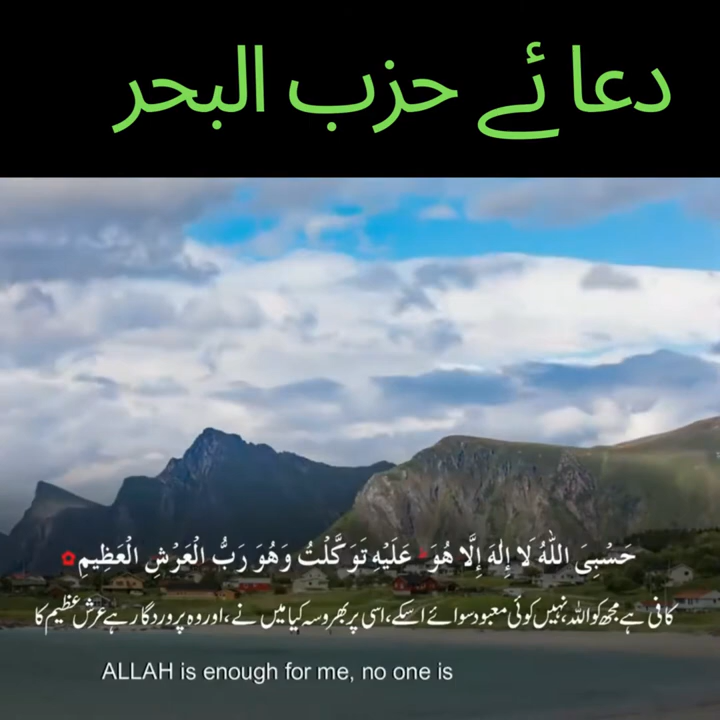 دعائے حزب البحر
حَسْبِیَ اللّٰهُ لَا إِلٰهَ إِلَّا هُوَ عَلَيْهِ تَوَكَّلْتُ وَهُوَ رَبُّ الْعَرْشِ الْعَظِيمِ
کافی ہے مجھ کو اللہ، نہیں کوئی معبود سوائے اسکے، اسی پر بھروسہ کیا میں نے، اور وہ پروردگار ہے عرش عظیم کا
ALLAH is enough for me, no one is